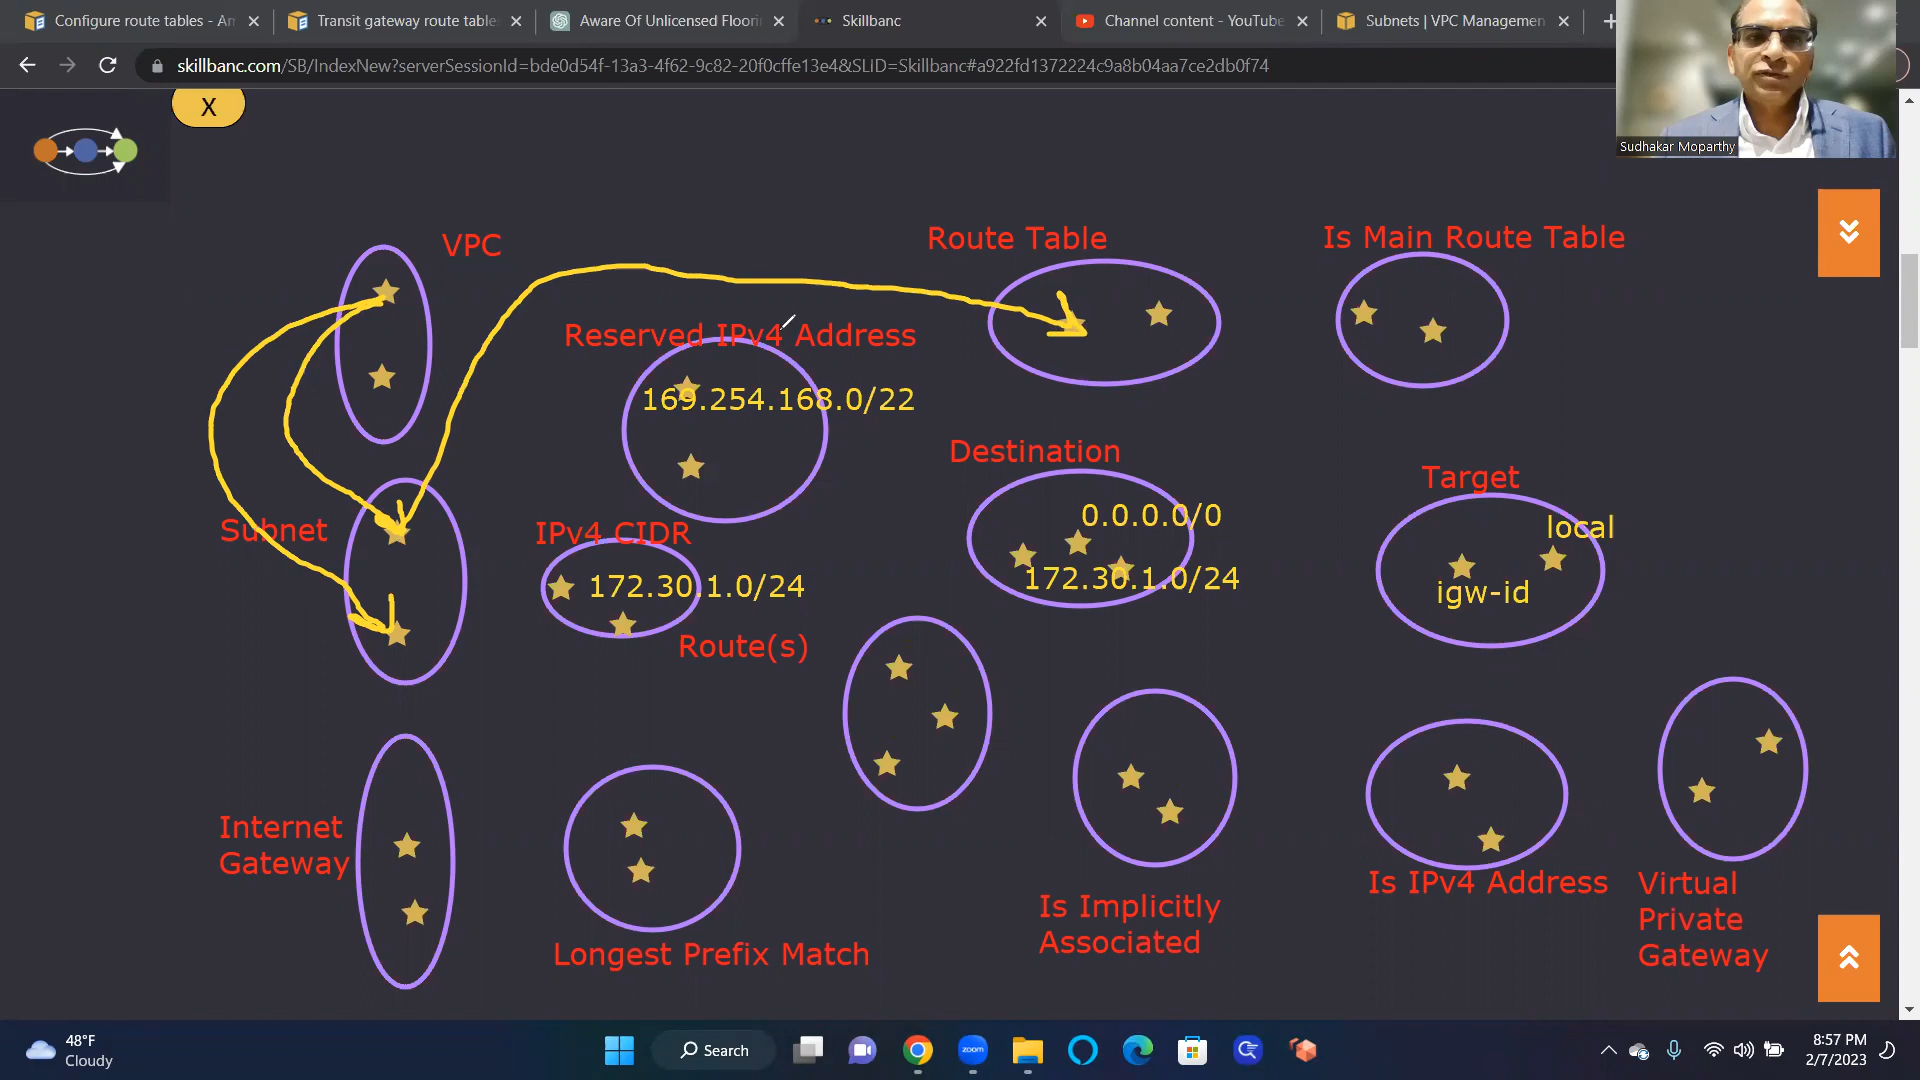 Configure route tables - Am
Transit gateway route table
Aware Of Unlicensed Floori
Skillbanc
Channel content - YouTube
Subnets | VPC Managemen
skillbanc.com/SB/IndexNew?serverSessionId=bde0d54f-13a3-4f62-9c82-20f0cffe13e4&SLID=Skillbanc#a922fd1372224c9a8b04aa7ce2db0f74
X
Sudhakar Moparthy
VPC
Route Table
Is Main Route Table
Reserved IPv4 Address
169.254.168.0/22
Destination
Target
0.0.0.0/0
local
Subnet
IPv4 CIDR
172.30.1.0/24
172.30.1.0/24
igw-id
Route(s)
Internet
Gateway
Longest Prefix Match
Is Implicitly
Associated
Is IPv4 Address
Virtual
Private
Gateway
48°F
Cloudy
Search
zoom
8:57 PM
2/7/2023